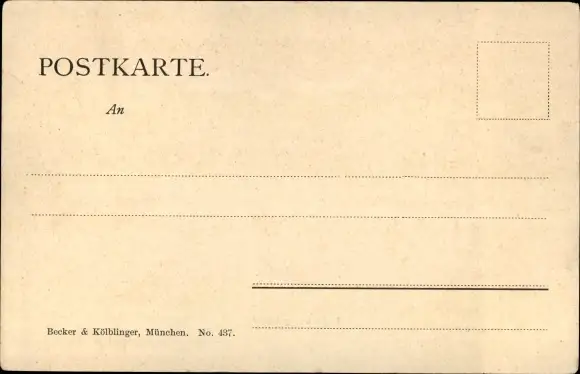 POSTKARTE.
An
Becker & Kölblinger, München. No. 437.